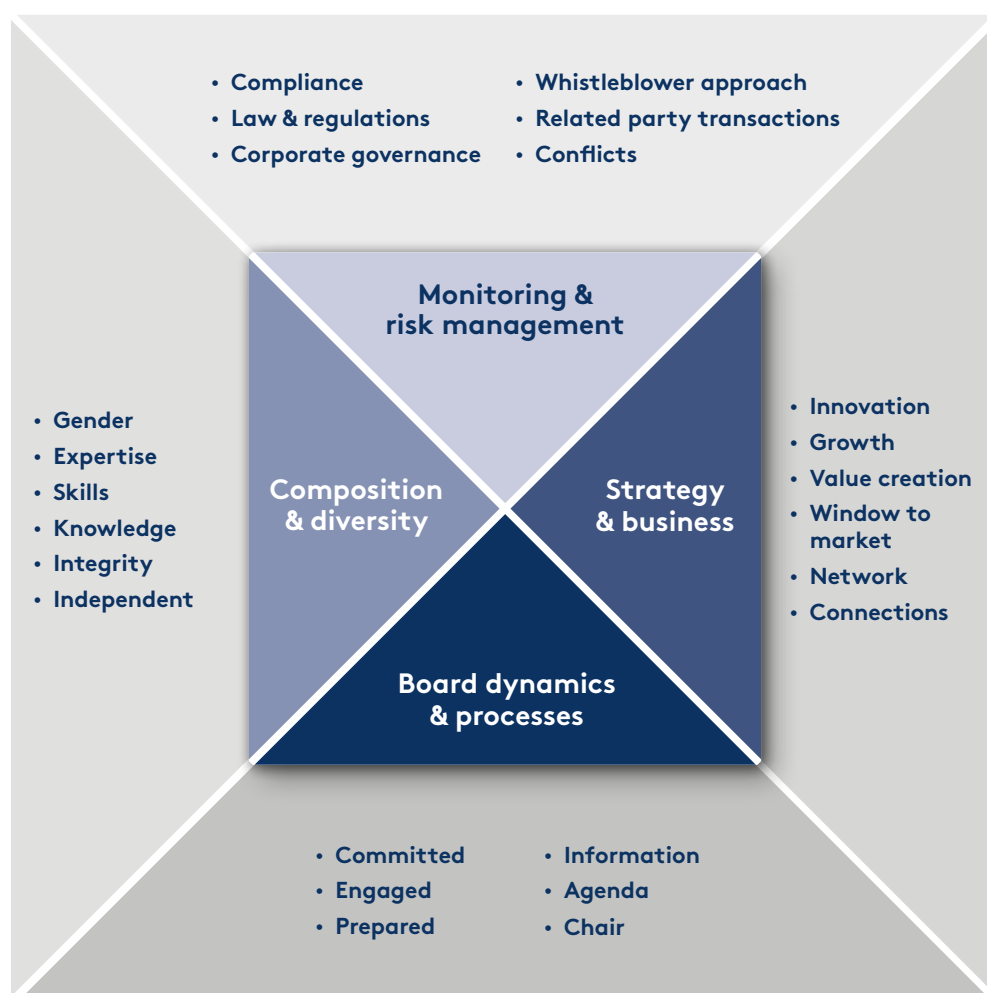 • Compliance
• Law & regulations
• Corporate governance
• Whistleblower approach
• Related party transactions
• Conflicts
Monitoring &
risk management
• Gender
• Expertise
• Skills
• Knowledge
• Integrity
• Independent
Composition
& diversity
Strategy
& business
• Innovation
• Growth
• Value creation
• Window to
market
• Network
• Connections
Board dynamics
& processes
• Committed
• Engaged
• Prepared
• Information
• Agenda
• Chair